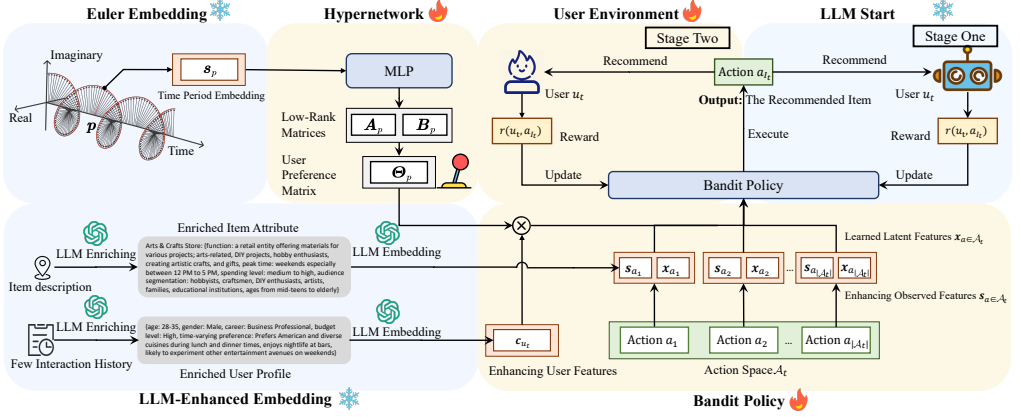 Euler Embedding
Hypernetwork
User Environment
LLM Start
Imaginary
Real
p
Time
s_p
Time Period Embedding
MLP
Low-Rank
Matrices
A_p
B_p
User
Preference
Matrix
Θ_p
Stage Two
Stage One
Recommend
Action a_{I_t}
Recommend
User u_t
User u_t
Output: The Recommended Item
r(u_t, a_{I_t})
Reward
Execute
Reward
r(u_t, a_{I_t})
Update
Update
Bandit Policy
LLM Enriching
Enriched Item Attribute
LLM Embedding
Item description
Arts & Crafts Store: {function: a retail entity offering materials for
various projects; arts-related, DIY projects, hobby enthusiasts,
creating artistic crafts, and gifts, peak time: weekends especially
between 12 PM to 5 PM, spending level: medium to high, audience
segmentation: hobbyists, craftsmen, DIY enthusiasts, artists,
families, educational institutions, ages from mid-teens to elderly}
LLM Enriching
LLM Embedding
Few Interaction History
{age: 28-35, gender: Male, career: Business Professional, budget
level: High, time-varying preference: Prefers American and diverse
cuisines during lunch and dinner times, enjoys nightlife at bars,
likely to experiment other entertainment avenues on weekends}
Enriched User Profile
LLM-Enhanced Embedding
c_{u_t}
Enhancing User Features
Learned Latent Features x_{a∈𝒜_t}
s_{a_1} x_{a_1} s_{a_2} x_{a_2} ... s_{a_{|𝒜_t|}} x_{a_{|𝒜_t|}}
Enhancing Observed Features s_{a∈𝒜_t}
Action a_1 Action a_2 ... Action a_{|𝒜_t|}
Action Space 𝒜_t
Bandit Policy